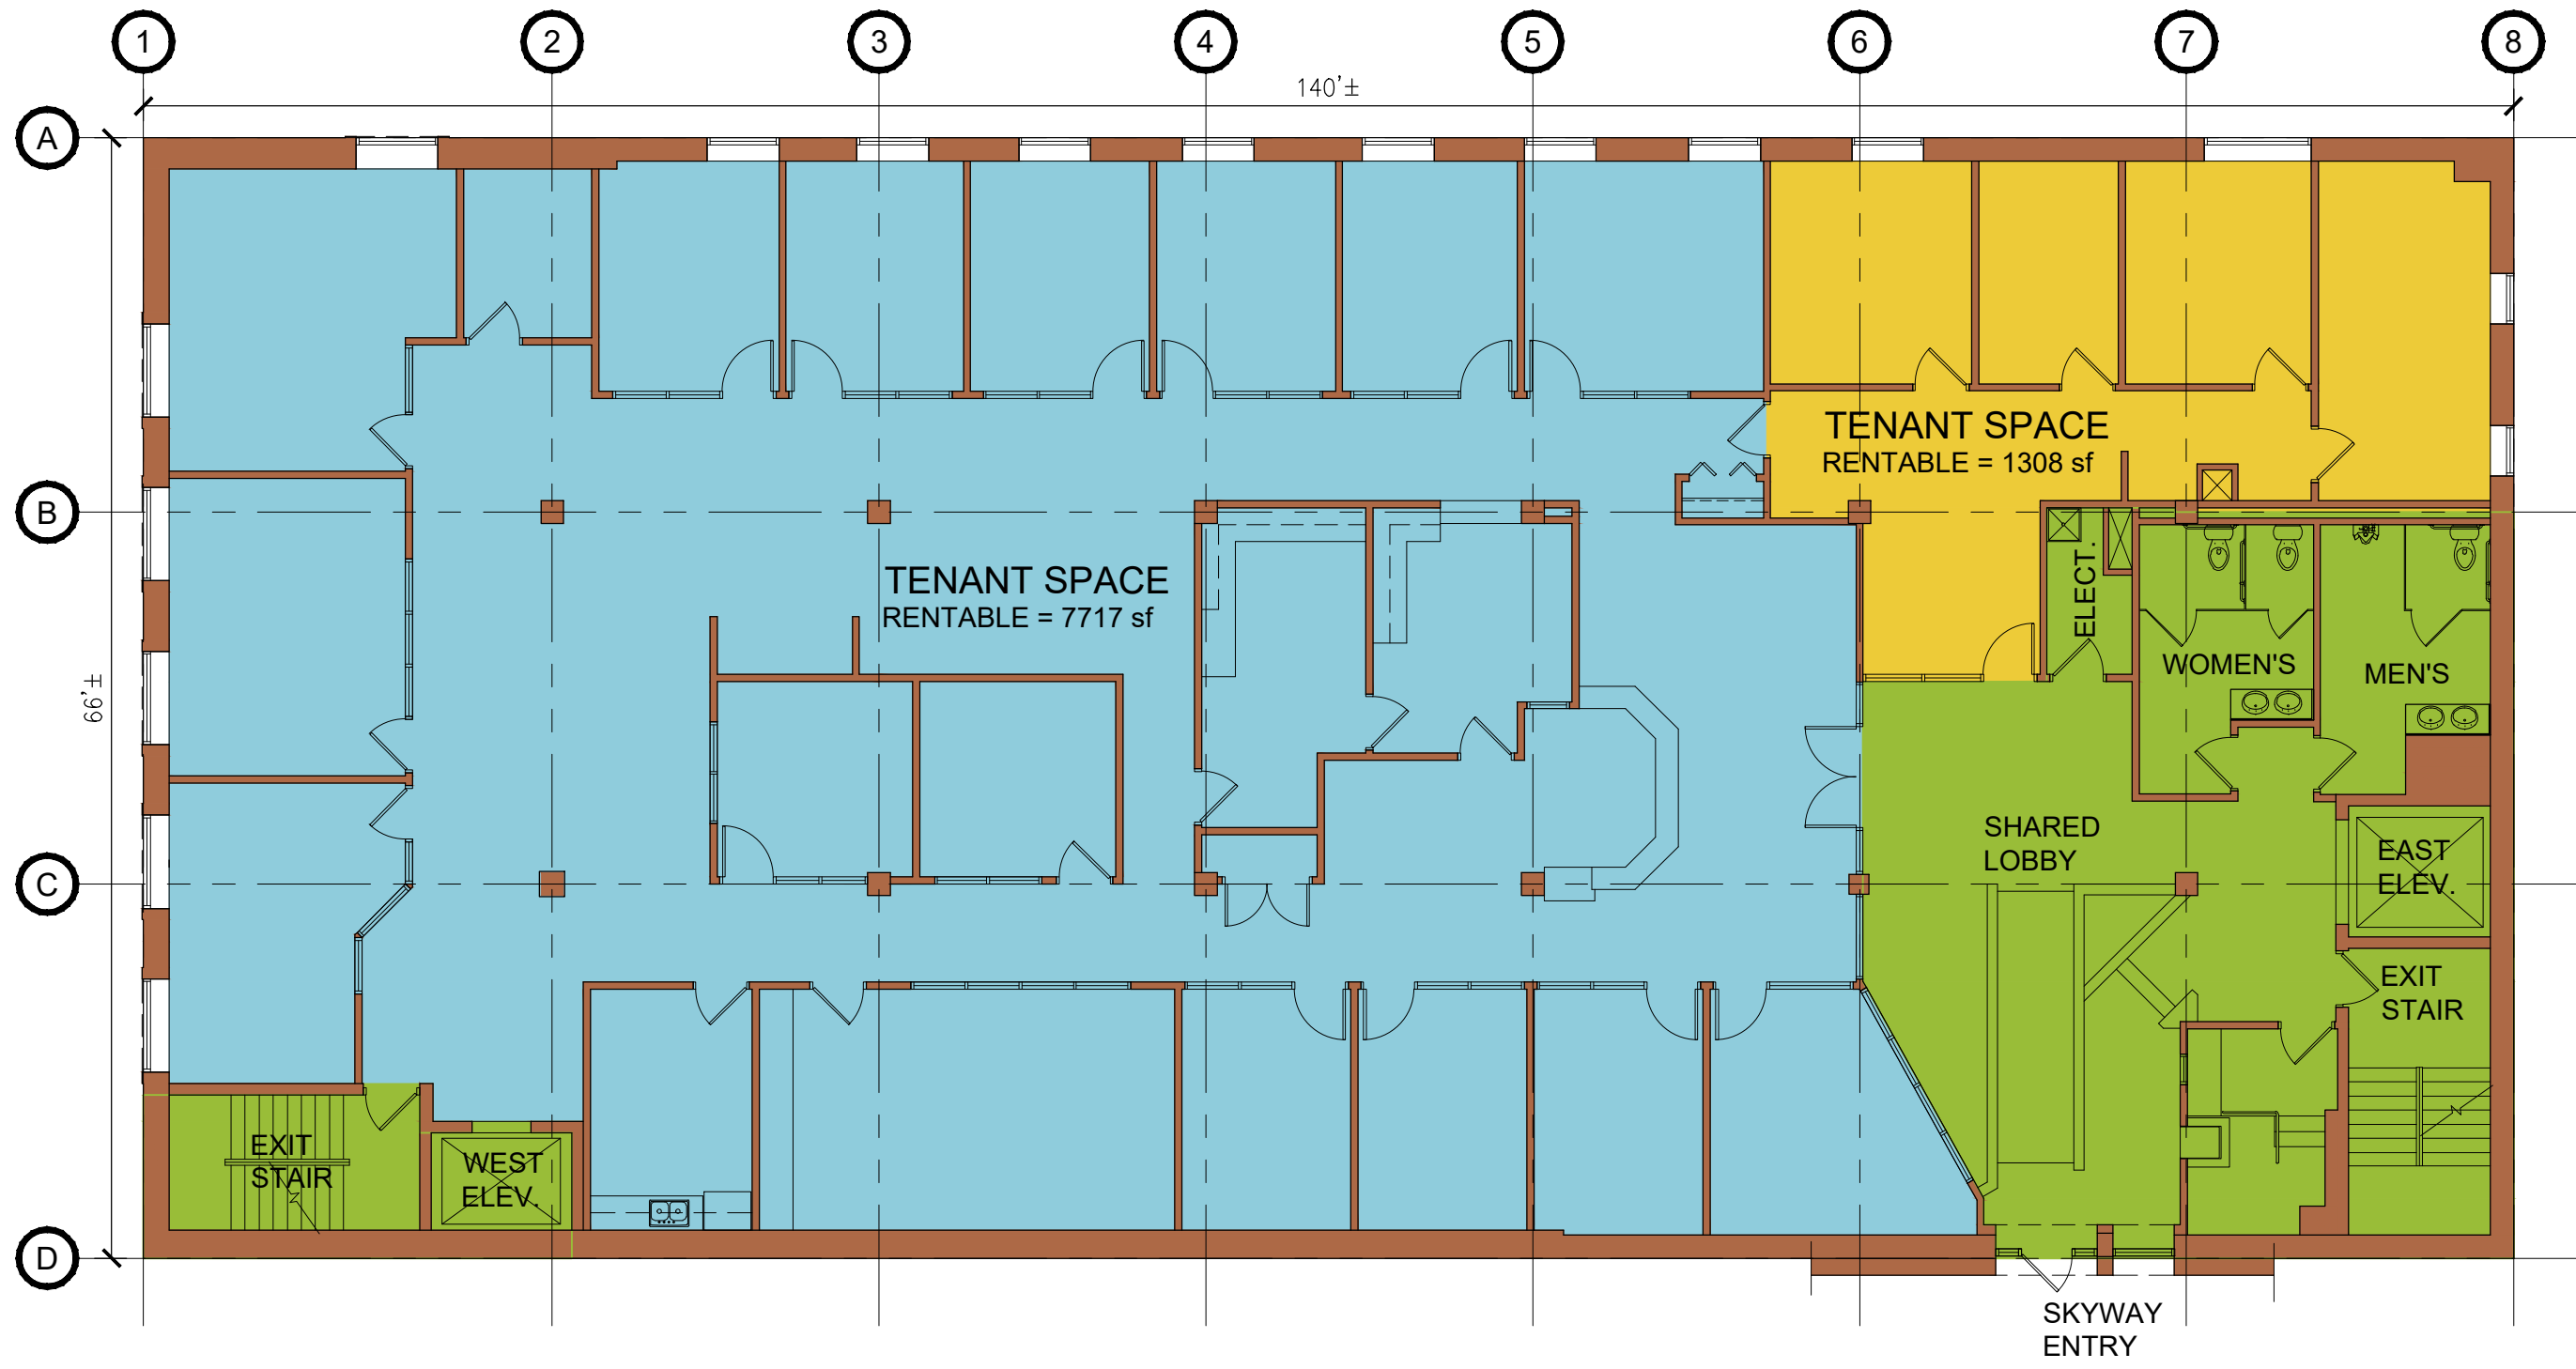 1
2
3
4
5
6
7
8
140'±
A
TENANT SPACE
RENTABLE = 1308 sf
B
ELECT.
TENANT SPACE
RENTABLE = 7717 sf
WOMEN'S
MEN'S
66'±
SHARED
LOBBY
EAST
ELEV.
C
EXIT
STAIR
EXIT
STAIR
WEST
ELEV.
D
SKYWAY
ENTRY